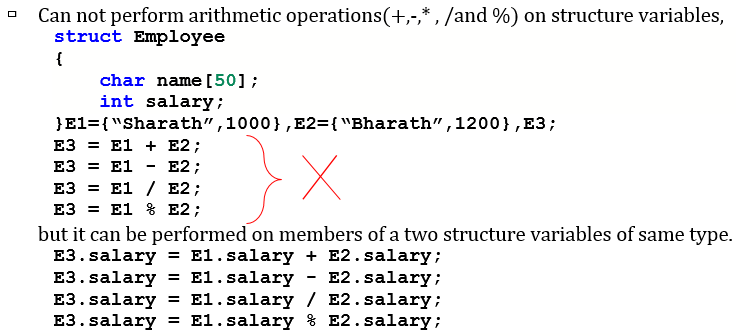 Can not perform arithmetic operations(+,-,* , /and %) on structure variables,
struct Employee
{
char name[50];
int salary;
}E1={“Sharath”,1000},E2={“Bharath”,1200},E3;
E3 = E1 + E2;
E3 = E1 - E2;
E3 = E1 / E2;
E3 = E1 % E2;
but it can be performed on members of a two structure variables of same type.
E3.salary = E1.salary + E2.salary;
E3.salary = E1.salary - E2.salary;
E3.salary = E1.salary / E2.salary;
E3.salary = E1.salary % E2.salary;